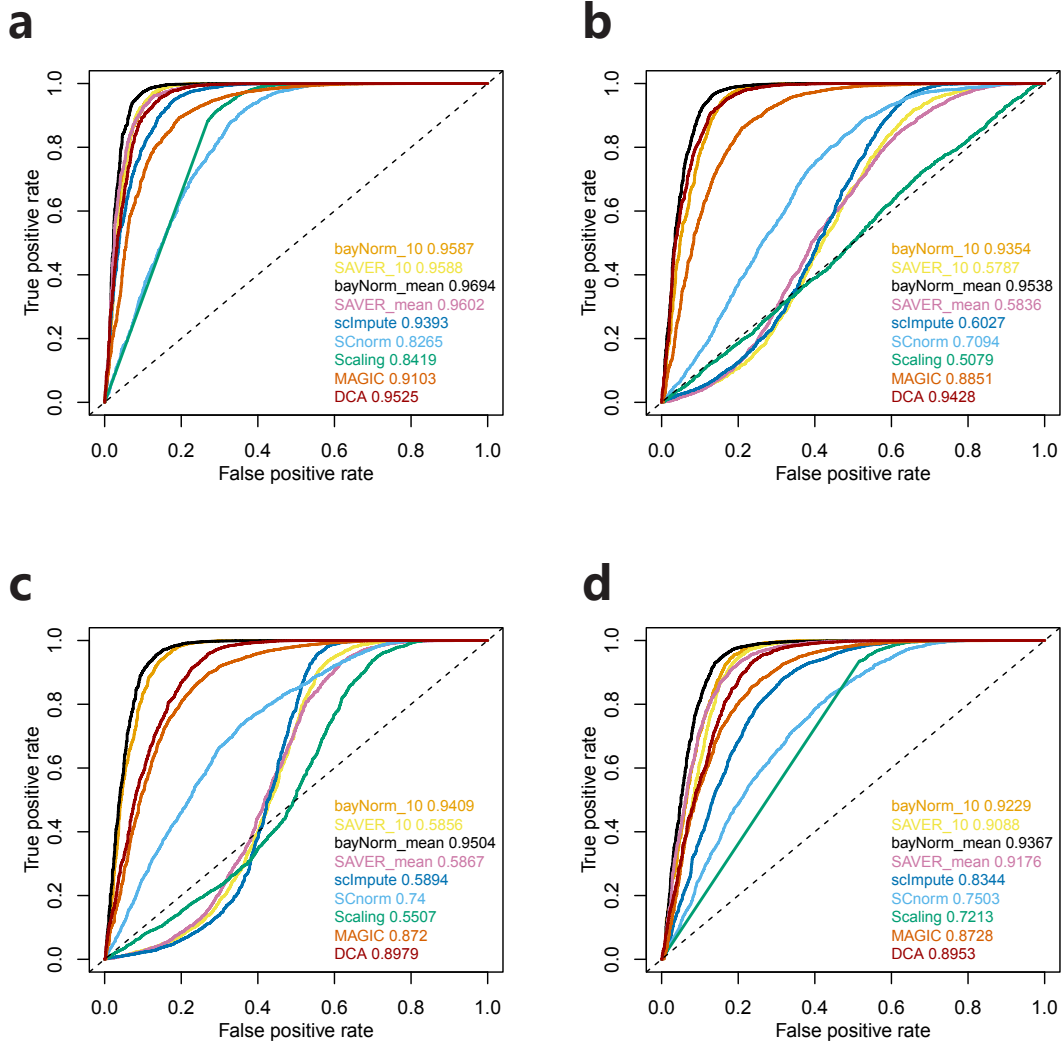 a
b
1.0
0.8
0.6
0.4
0.2
0.0
True positive rate
bayNorm_10 0.9587
SAVER_10 0.9588
bayNorm_mean 0.9694
SAVER_mean 0.9602
scImpute 0.9393
SCnorm 0.8265
Scaling 0.8419
MAGIC 0.9103
DCA 0.9525
0.0 0.2 0.4 0.6 0.8 1.0
False positive rate
1.0
0.8
0.6
0.4
0.2
0.0
True positive rate
bayNorm_10 0.9354
SAVER_10 0.5787
bayNorm_mean 0.9538
SAVER_mean 0.5836
scImpute 0.6027
SCnorm 0.7094
Scaling 0.5079
MAGIC 0.8851
DCA 0.9428
0.0 0.2 0.4 0.6 0.8 1.0
False positive rate
c
d
1.0
0.8
0.6
0.4
0.2
0.0
True positive rate
bayNorm_10 0.9409
SAVER_10 0.5856
bayNorm_mean 0.9504
SAVER_mean 0.5867
scImpute 0.5894
SCnorm 0.74
Scaling 0.5507
MAGIC 0.872
DCA 0.8979
0.0 0.2 0.4 0.6 0.8 1.0
False positive rate
1.0
0.8
0.6
0.4
0.2
0.0
True positive rate
bayNorm_10 0.9229
SAVER_10 0.9088
bayNorm_mean 0.9367
SAVER_mean 0.9176
scImpute 0.8344
SCnorm 0.7503
Scaling 0.7213
MAGIC 0.8728
DCA 0.8953
0.0 0.2 0.4 0.6 0.8 1.0
False positive rate